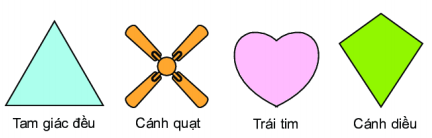 Tam giác đều Cánh quạt Trái tim Cánh diều